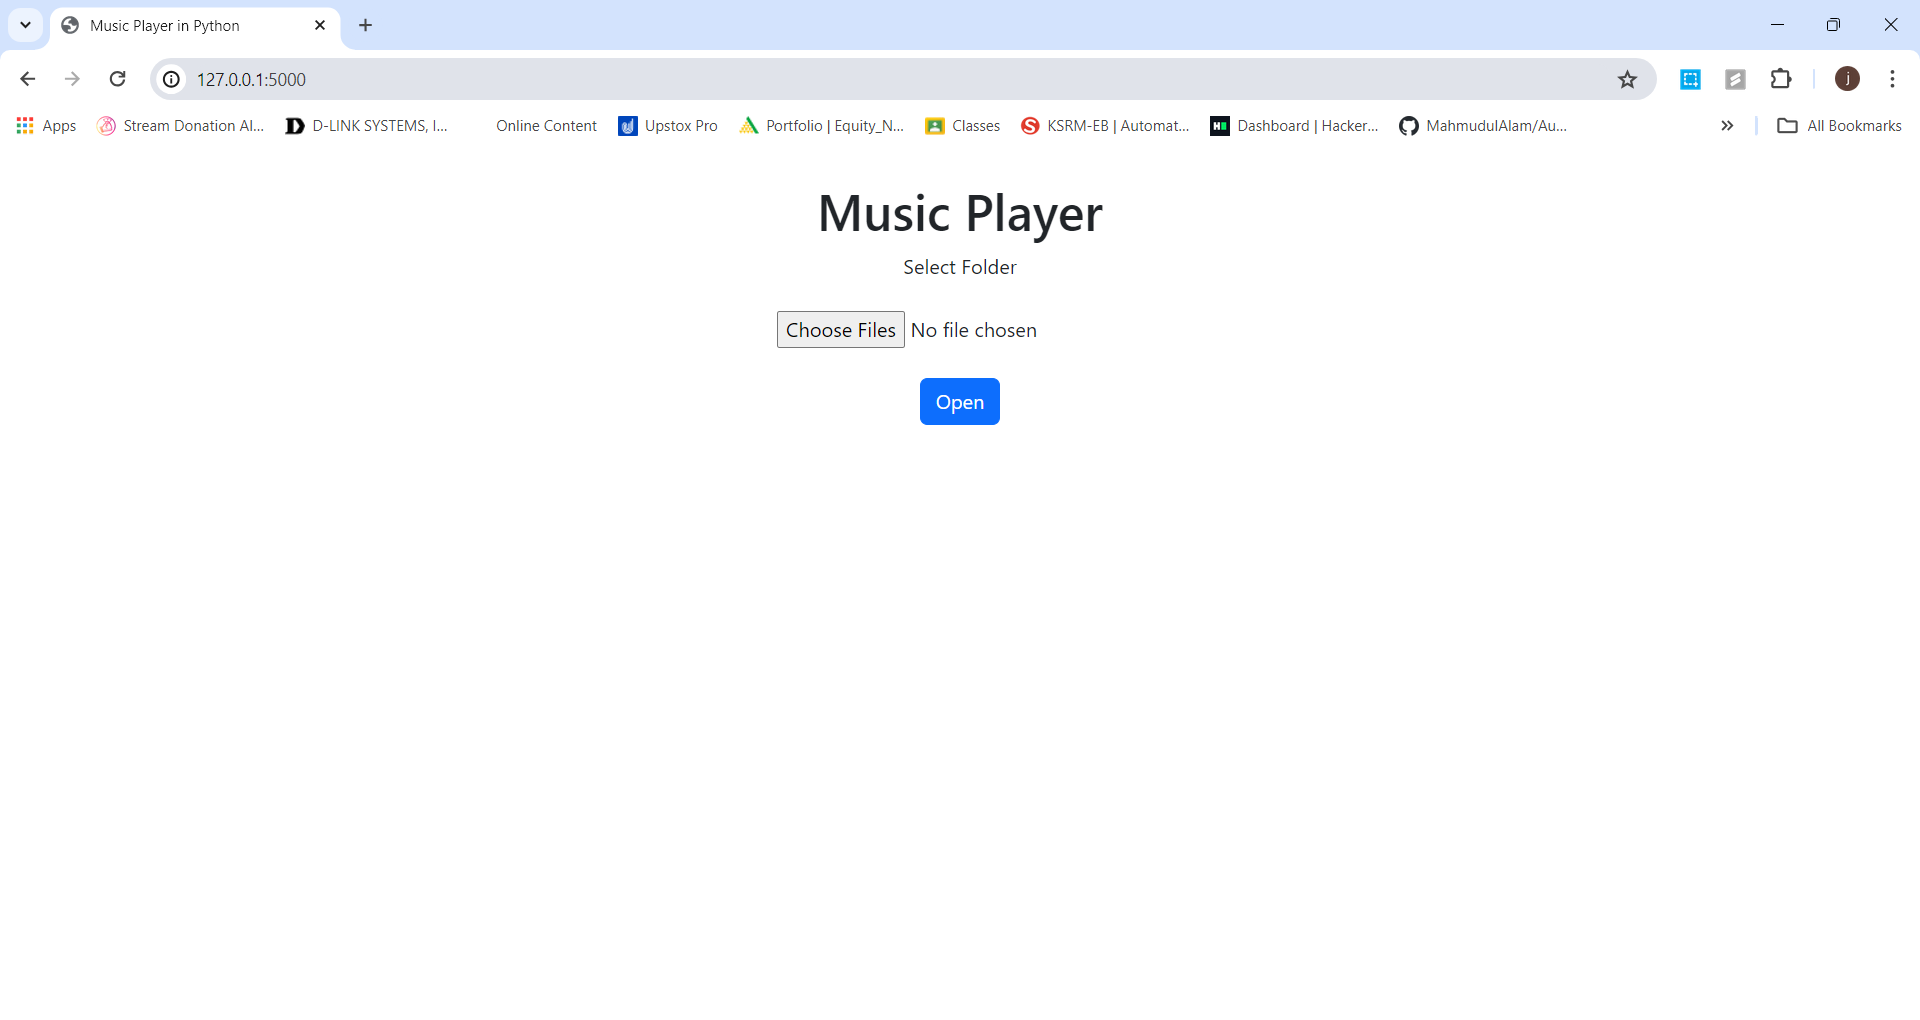 Music Player in Python
127.0.0.1:5000
Apps Stream Donation Al... D-LINK SYSTEMS, I... Online Content Upstox Pro Portfolio | Equity_N... Classes KSRM-EB | Automat... Dashboard | Hacker... MahmudulAlam/Au... All Bookmarks
Music Player
Select Folder
Choose Files No file chosen
Open